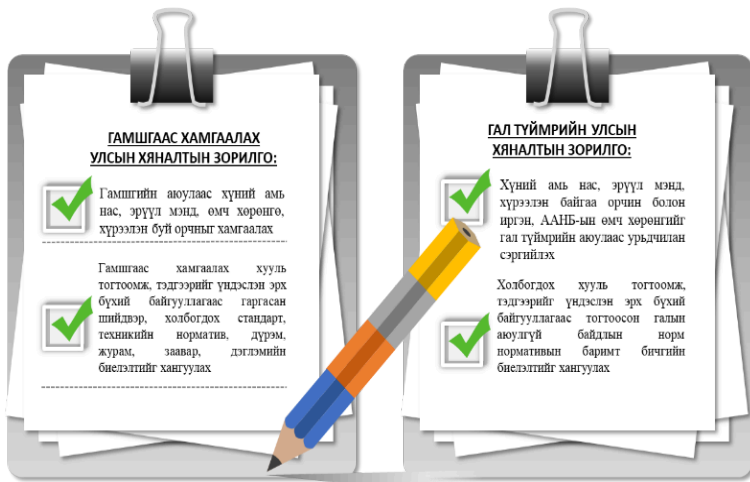 ГАМШГААС ХАМГААЛАХ
УЛСЫН ХЯНАЛТЫН ЗОРИЛГО:
Гамшгийн аюулаас хүний амь
нас, эрүүл мэнд, өмч хөрөнгө,
хүрээлэн буй орчныг хамгаалах
Гамшгаас хамгаалах хууль
тогтоомж, тэдгээрийг үндэслэн эрх
бүхий байгууллагаас гаргасан
шийдвэр, холбогдох стандарт,
техникийн норматив, дүрэм,
журам, заавар, дэглэмийн
биелэлтийг хангуулах
ГАЛ ТҮЙМРИЙН УЛСЫН
ХЯНАЛТЫН ЗОРИЛГО:
Хүний амь нас, эрүүл мэнд,
хүрээлэн байгаа орчин болон
иргэн, ААНБ-ын өмч хөрөнгийг
гал түймрийн аюулаас урьдчилан
сэргийлэх
Холбогдох хууль тогтоомж,
тэдгээрийг үндэслэн эрх бүхий
байгууллагаас тогтоосон галын
аюулгүй байдлын норм
нормативын баримт бичгийн
биелэлтийг хангуулах